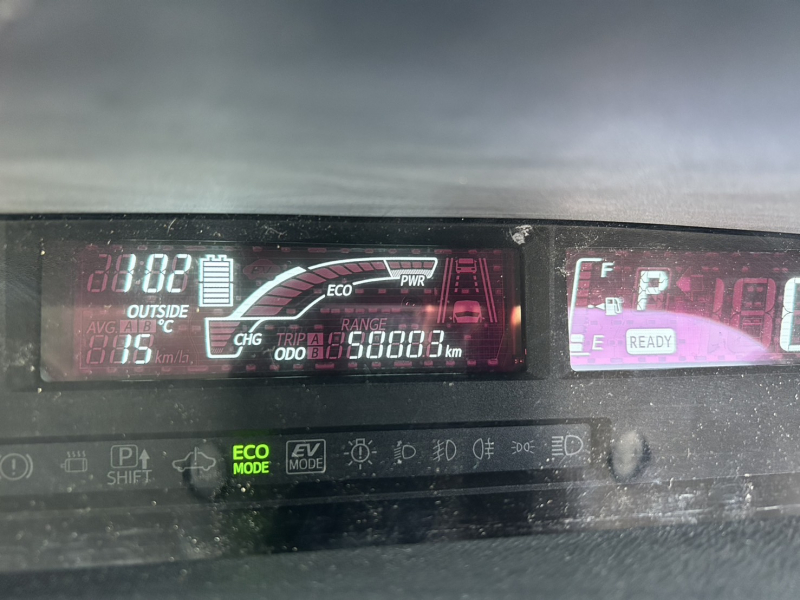 1:02
OUTSIDE
°C
AVG. A B
15 km/h
CHG
ECO
PWR
RANGE
TRIP A
ODO B 50003 km
F
E
P
READY
P
SHIFT
ECO
MODE
EV
MODE